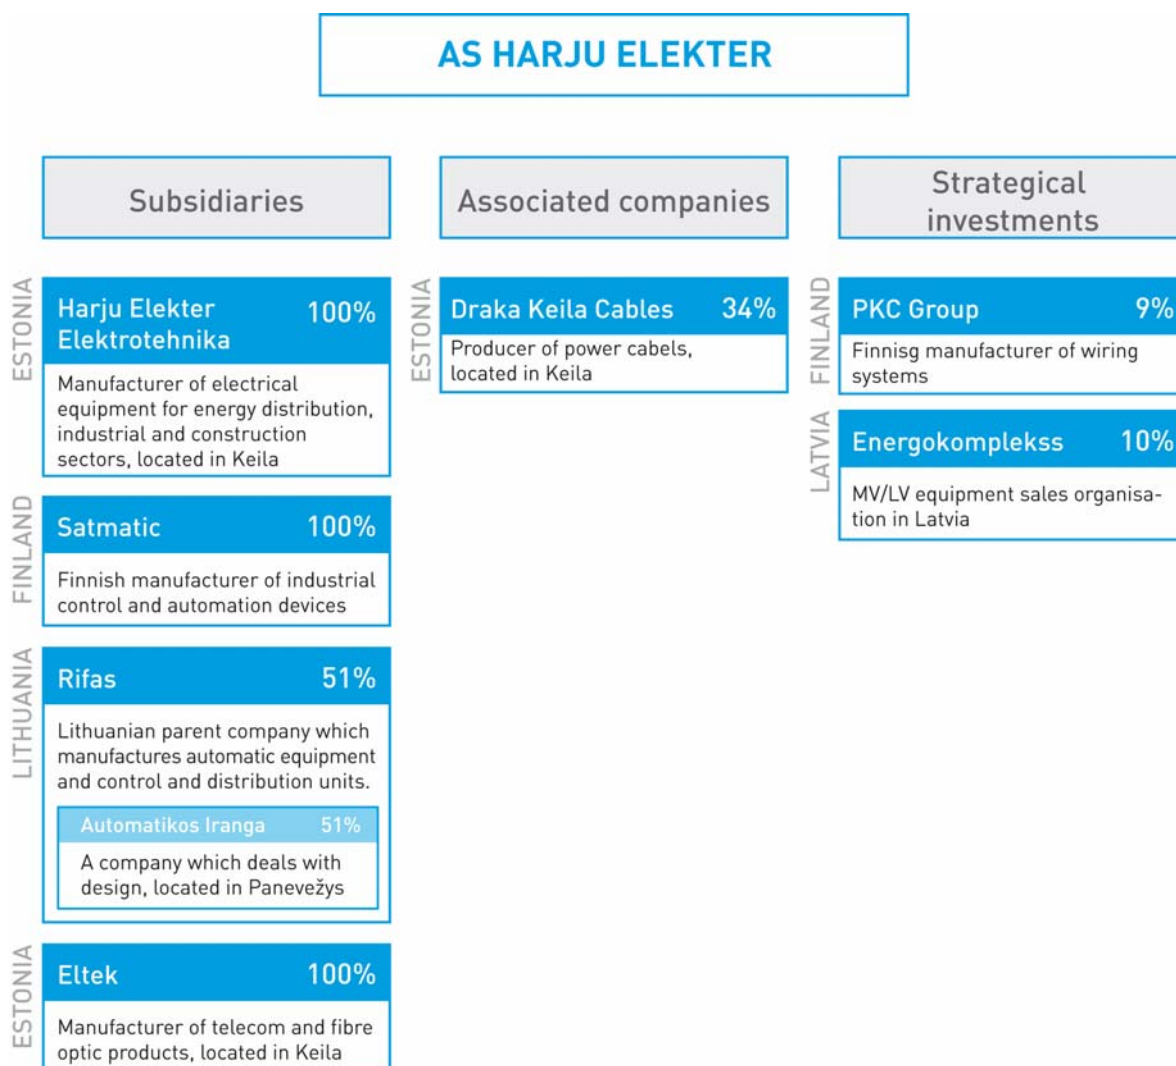 AS HARJU ELEKTER
Subsidiaries
ESTONIA
Harju Elekter 100%
Elektrotehnika
Manufacturer of electrical
equipment for energy distribution,
industrial and construction
sectors, located in Keila
FINLAND
Satmatic 100%
Finnish manufacturer of industrial
control and automation devices
LITHUANIA
Rifas 51%
Lithuanian parent company which
manufactures automatic equipment
and control and distribution units.
Automatikos Iranga 51%
A company which deals with
design, located in Panevežys
ESTONIA
Eltek 100%
Manufacturer of telecom and fibre
optic products, located in Keila
Associated companies
ESTONIA
Draka Keila Cables 34%
Producer of power cabels,
located in Keila
Strategical
investments
FINLAND
PKC Group 9%
Finnisg manufacturer of wiring
systems
LATVIA
Energokomplekss 10%
MV/LV equipment sales organisa-
tion in Latvia